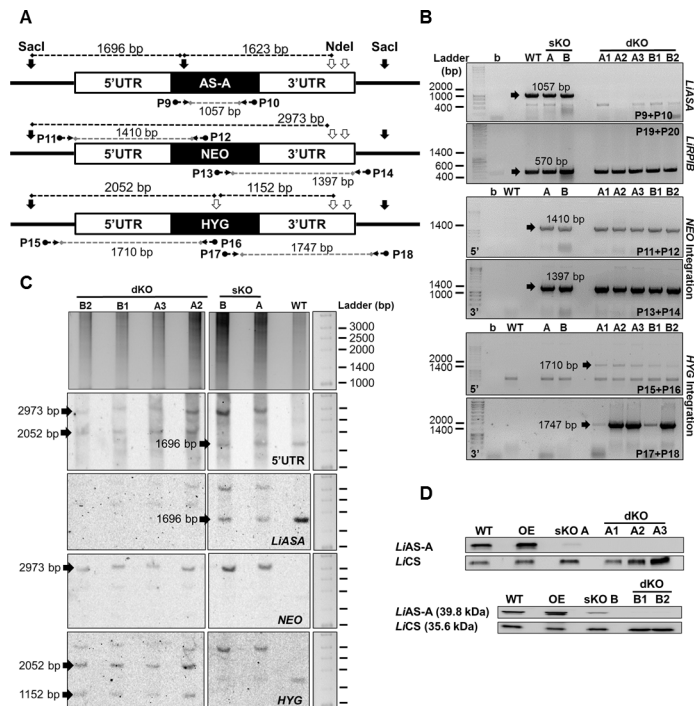 A
SacI
1696 bp
1623 bp
NdeI
SacI
5'UTR
AS-A
3'UTR
P9
P10
1057 bp
2973 bp
P11
1410 bp
P12
5'UTR
NEO
3'UTR
P13
P14
1397 bp
2052 bp
1152 bp
5'UTR
HYG
3'UTR
P15
P16
1710 bp
P17
1747 bp
P18
B
sKO
dKO
Ladder (bp)
b
WT
A
B
A1
A2
A3
B1
B2
2000
1000
400
1057 bp
P9+P10
LiASA
P19+P20
1400
600
400
570 bp
LiRPIB
b
WT
A
B
A1
A2
A3
B1
B2
1400
1410 bp
5'
P11+P12
1400
1000
1397 bp
3'
P13+P14
NEO Integration
b
WT
A
B
A1
A2
A3
B1
B2
2000
1400
1710 bp
5'
P15+P16
2000
1400
1747 bp
3'
P17+P18
HYG Integration
C
dKO
sKO
B2
B1
A3
A2
B
A
WT
Ladder (bp)
3000
2500
2000
1400
1000
2973 bp
2052 bp
1696 bp
5'UTR
1696 bp
LiASA
2973 bp
NEO
2052 bp
1152 bp
HYG
D
dKO
WT
OE
sKO A
A1
A2
A3
LiAS-A
LiCS
dKO
WT
OE
sKO B
B1
B2
LiAS-A (39.8 kDa)
LiCS (35.6 kDa)